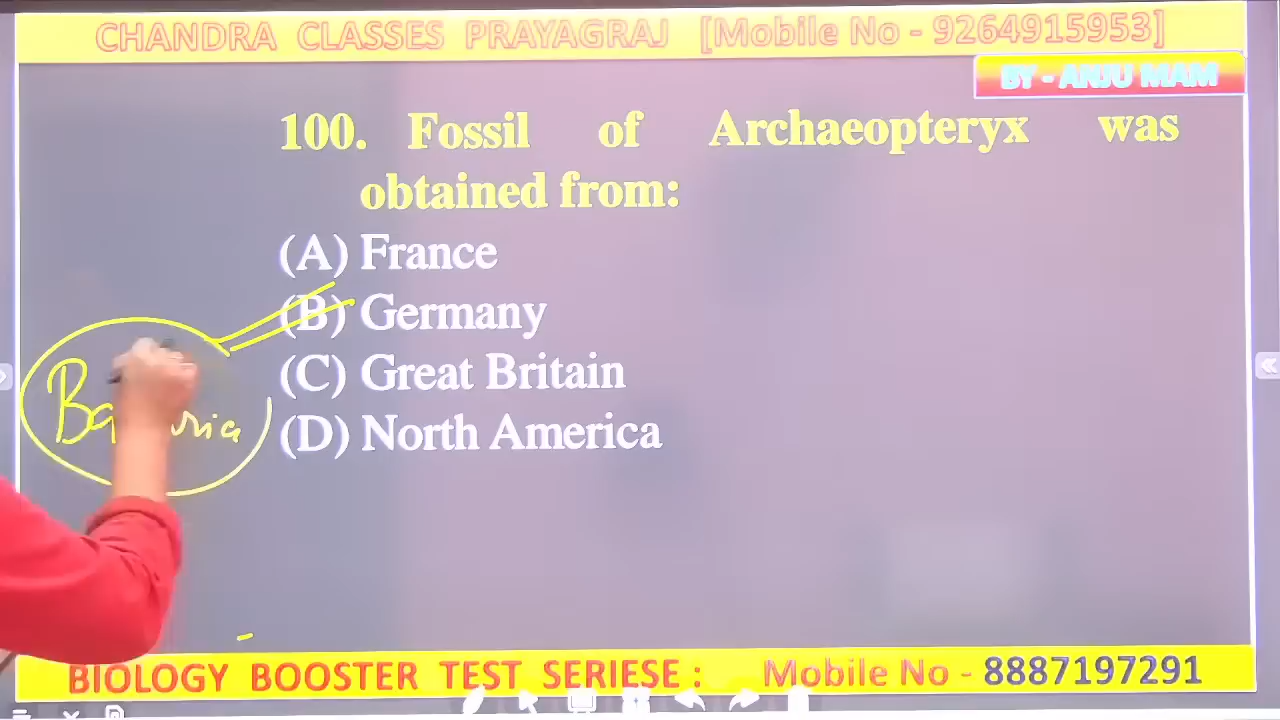 CHANDRA CLASSES PRAYAGRAJ [Mobile No - 9264915953]
BY - ANJU MAM
100. Fossil of Archaeopteryx was
obtained from:
(A) France
(B) Germany
(C) Great Britain
(D) North America
BIOLOGY BOOSTER TEST SERIESE : Mobile No - 8887197291